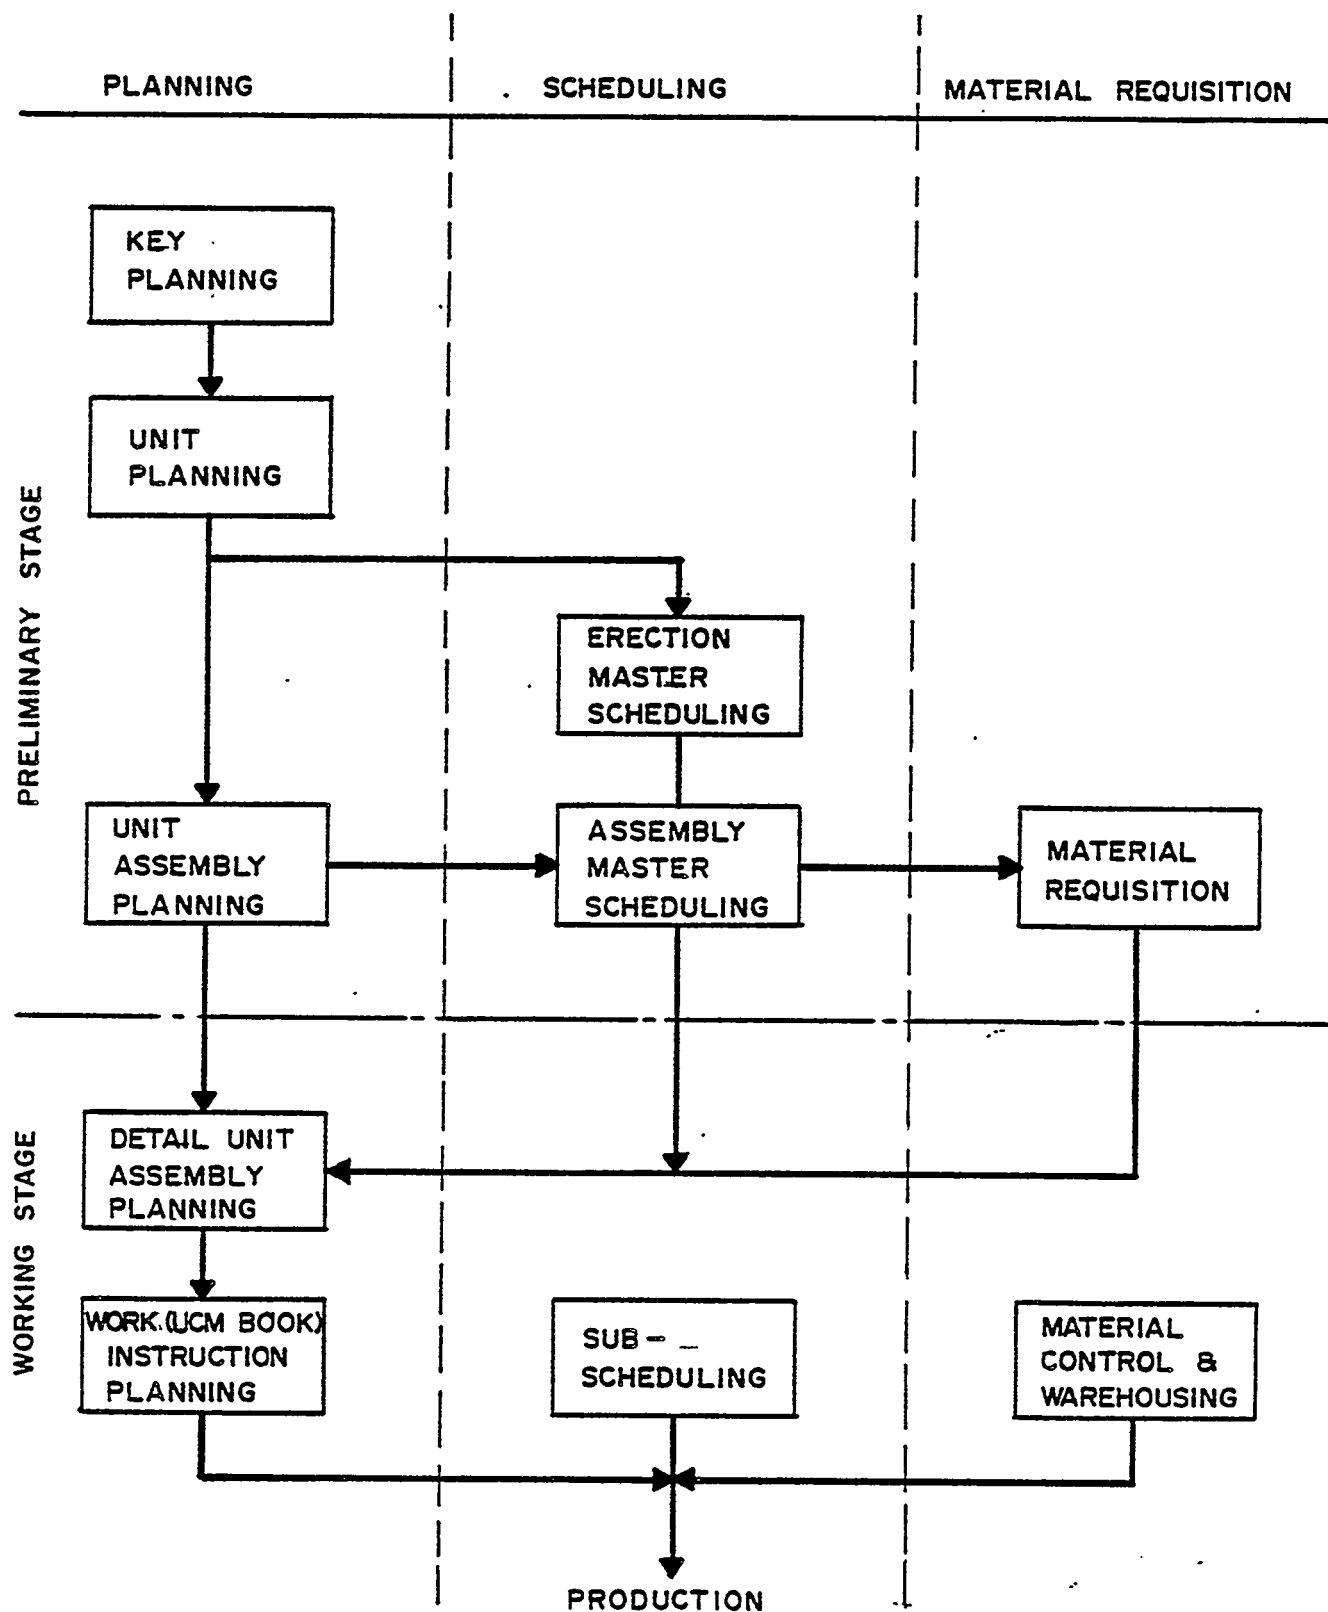 PLANNING
SCHEDULING
MATERIAL REQUISITION
PRELIMINARY STAGE
KEY
PLANNING
UNIT
PLANNING
ERECTION
MASTER
SCHEDULING
UNIT
ASSEMBLY
PLANNING
ASSEMBLY
MASTER
SCHEDULING
MATERIAL
REQUISITION
WORKING STAGE
DETAIL UNIT
ASSEMBLY
PLANNING
WORK.(UCM BOOK)
INSTRUCTION
PLANNING
SUB-
SCHEDULING
MATERIAL
CONTROL &
WAREHOUSING
PRODUCTION